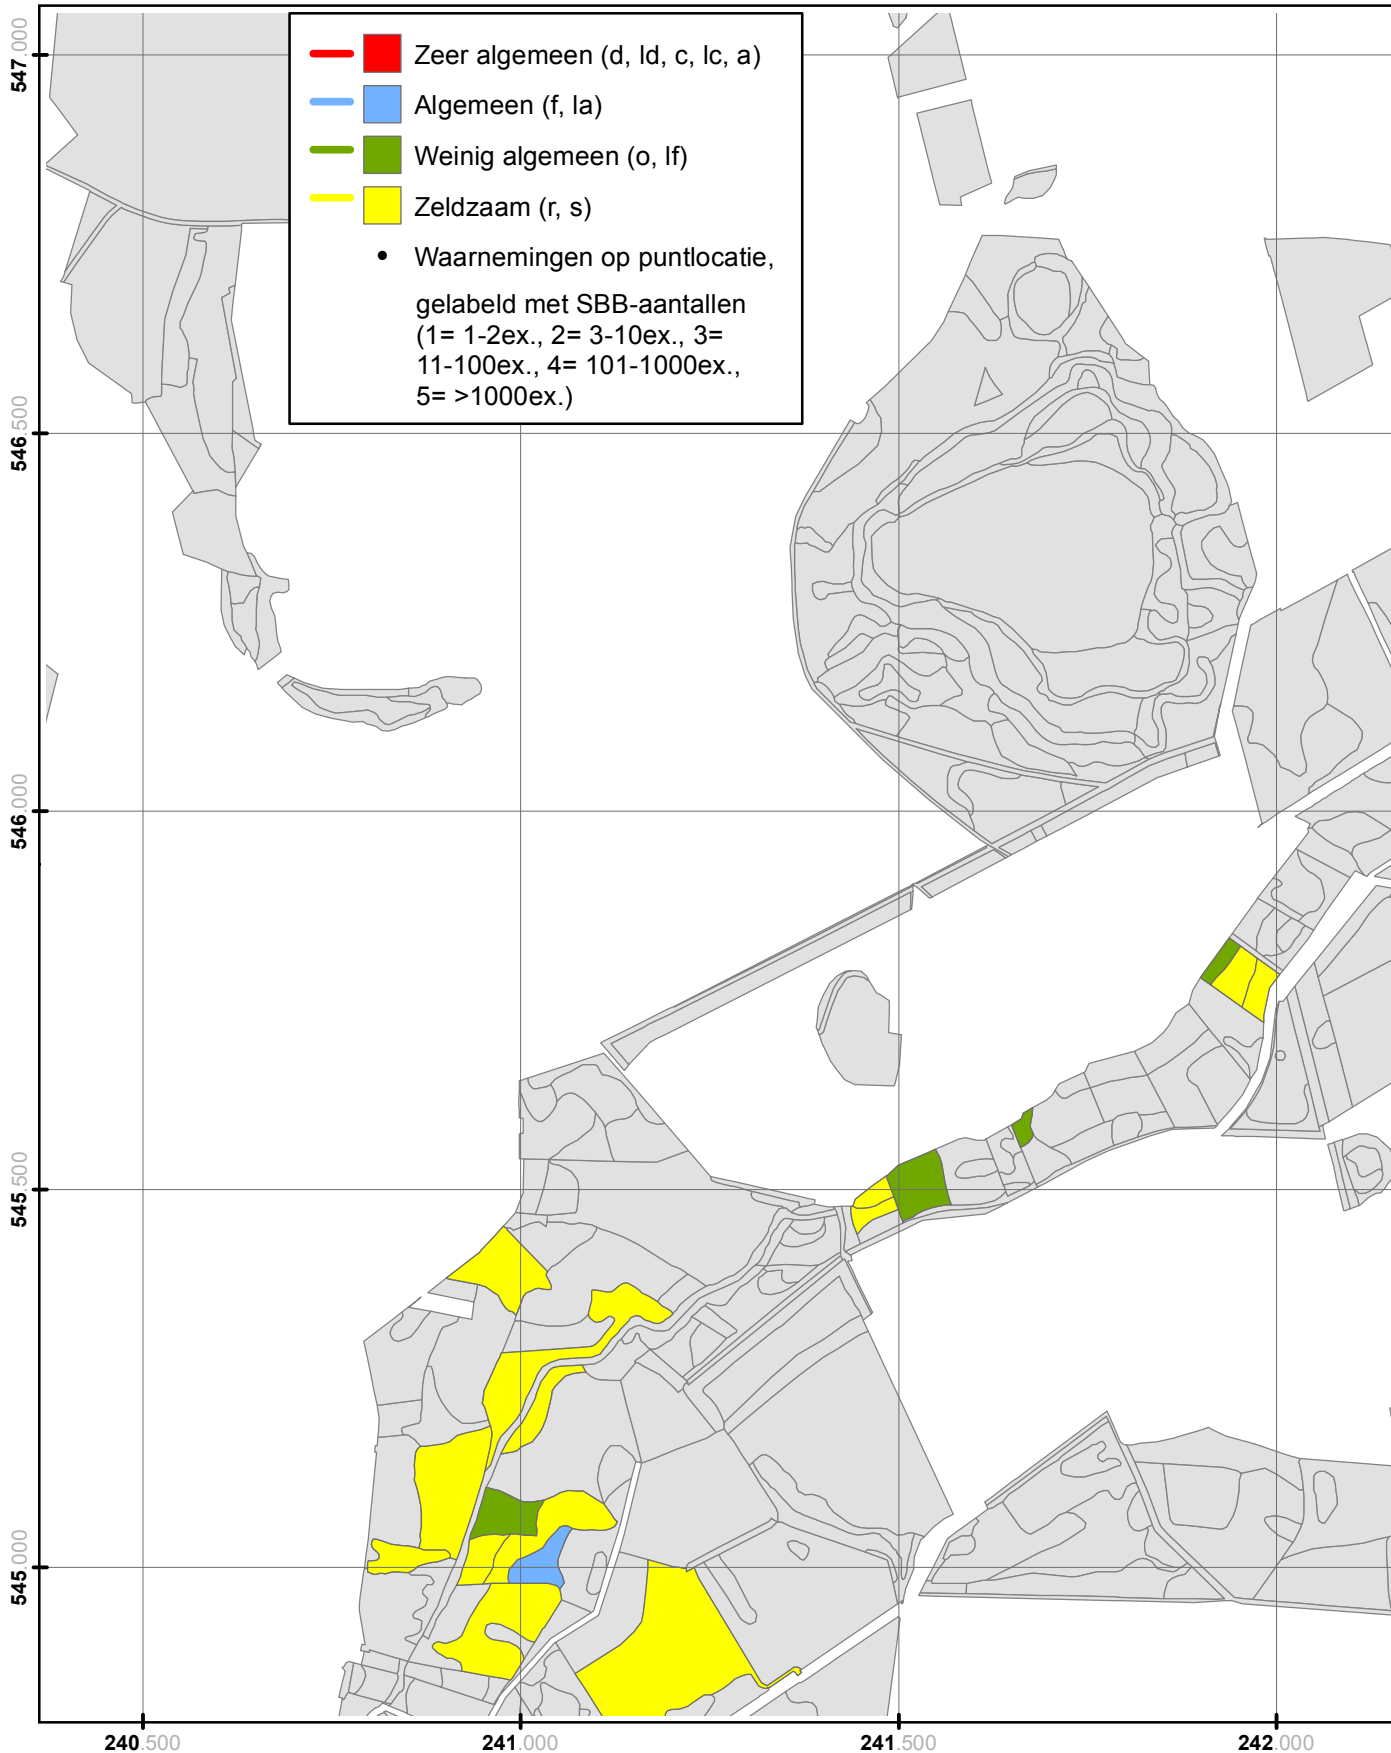 Zeer algemeen (d, ld, c, lc, a)
Algemeen (f, la)
Weinig algemeen (o, lf)
Zeldzaam (r, s)
Waarnemingen op puntlocatie,
gelabeld met SBB-aantallen
(1= 1-2ex., 2= 3-10ex., 3=
11-100ex., 4= 101-1000ex.,
5= >1000ex.)
547.000
546.500
546.000
545.500
545.000
240.500
241.000
241.500
242.000